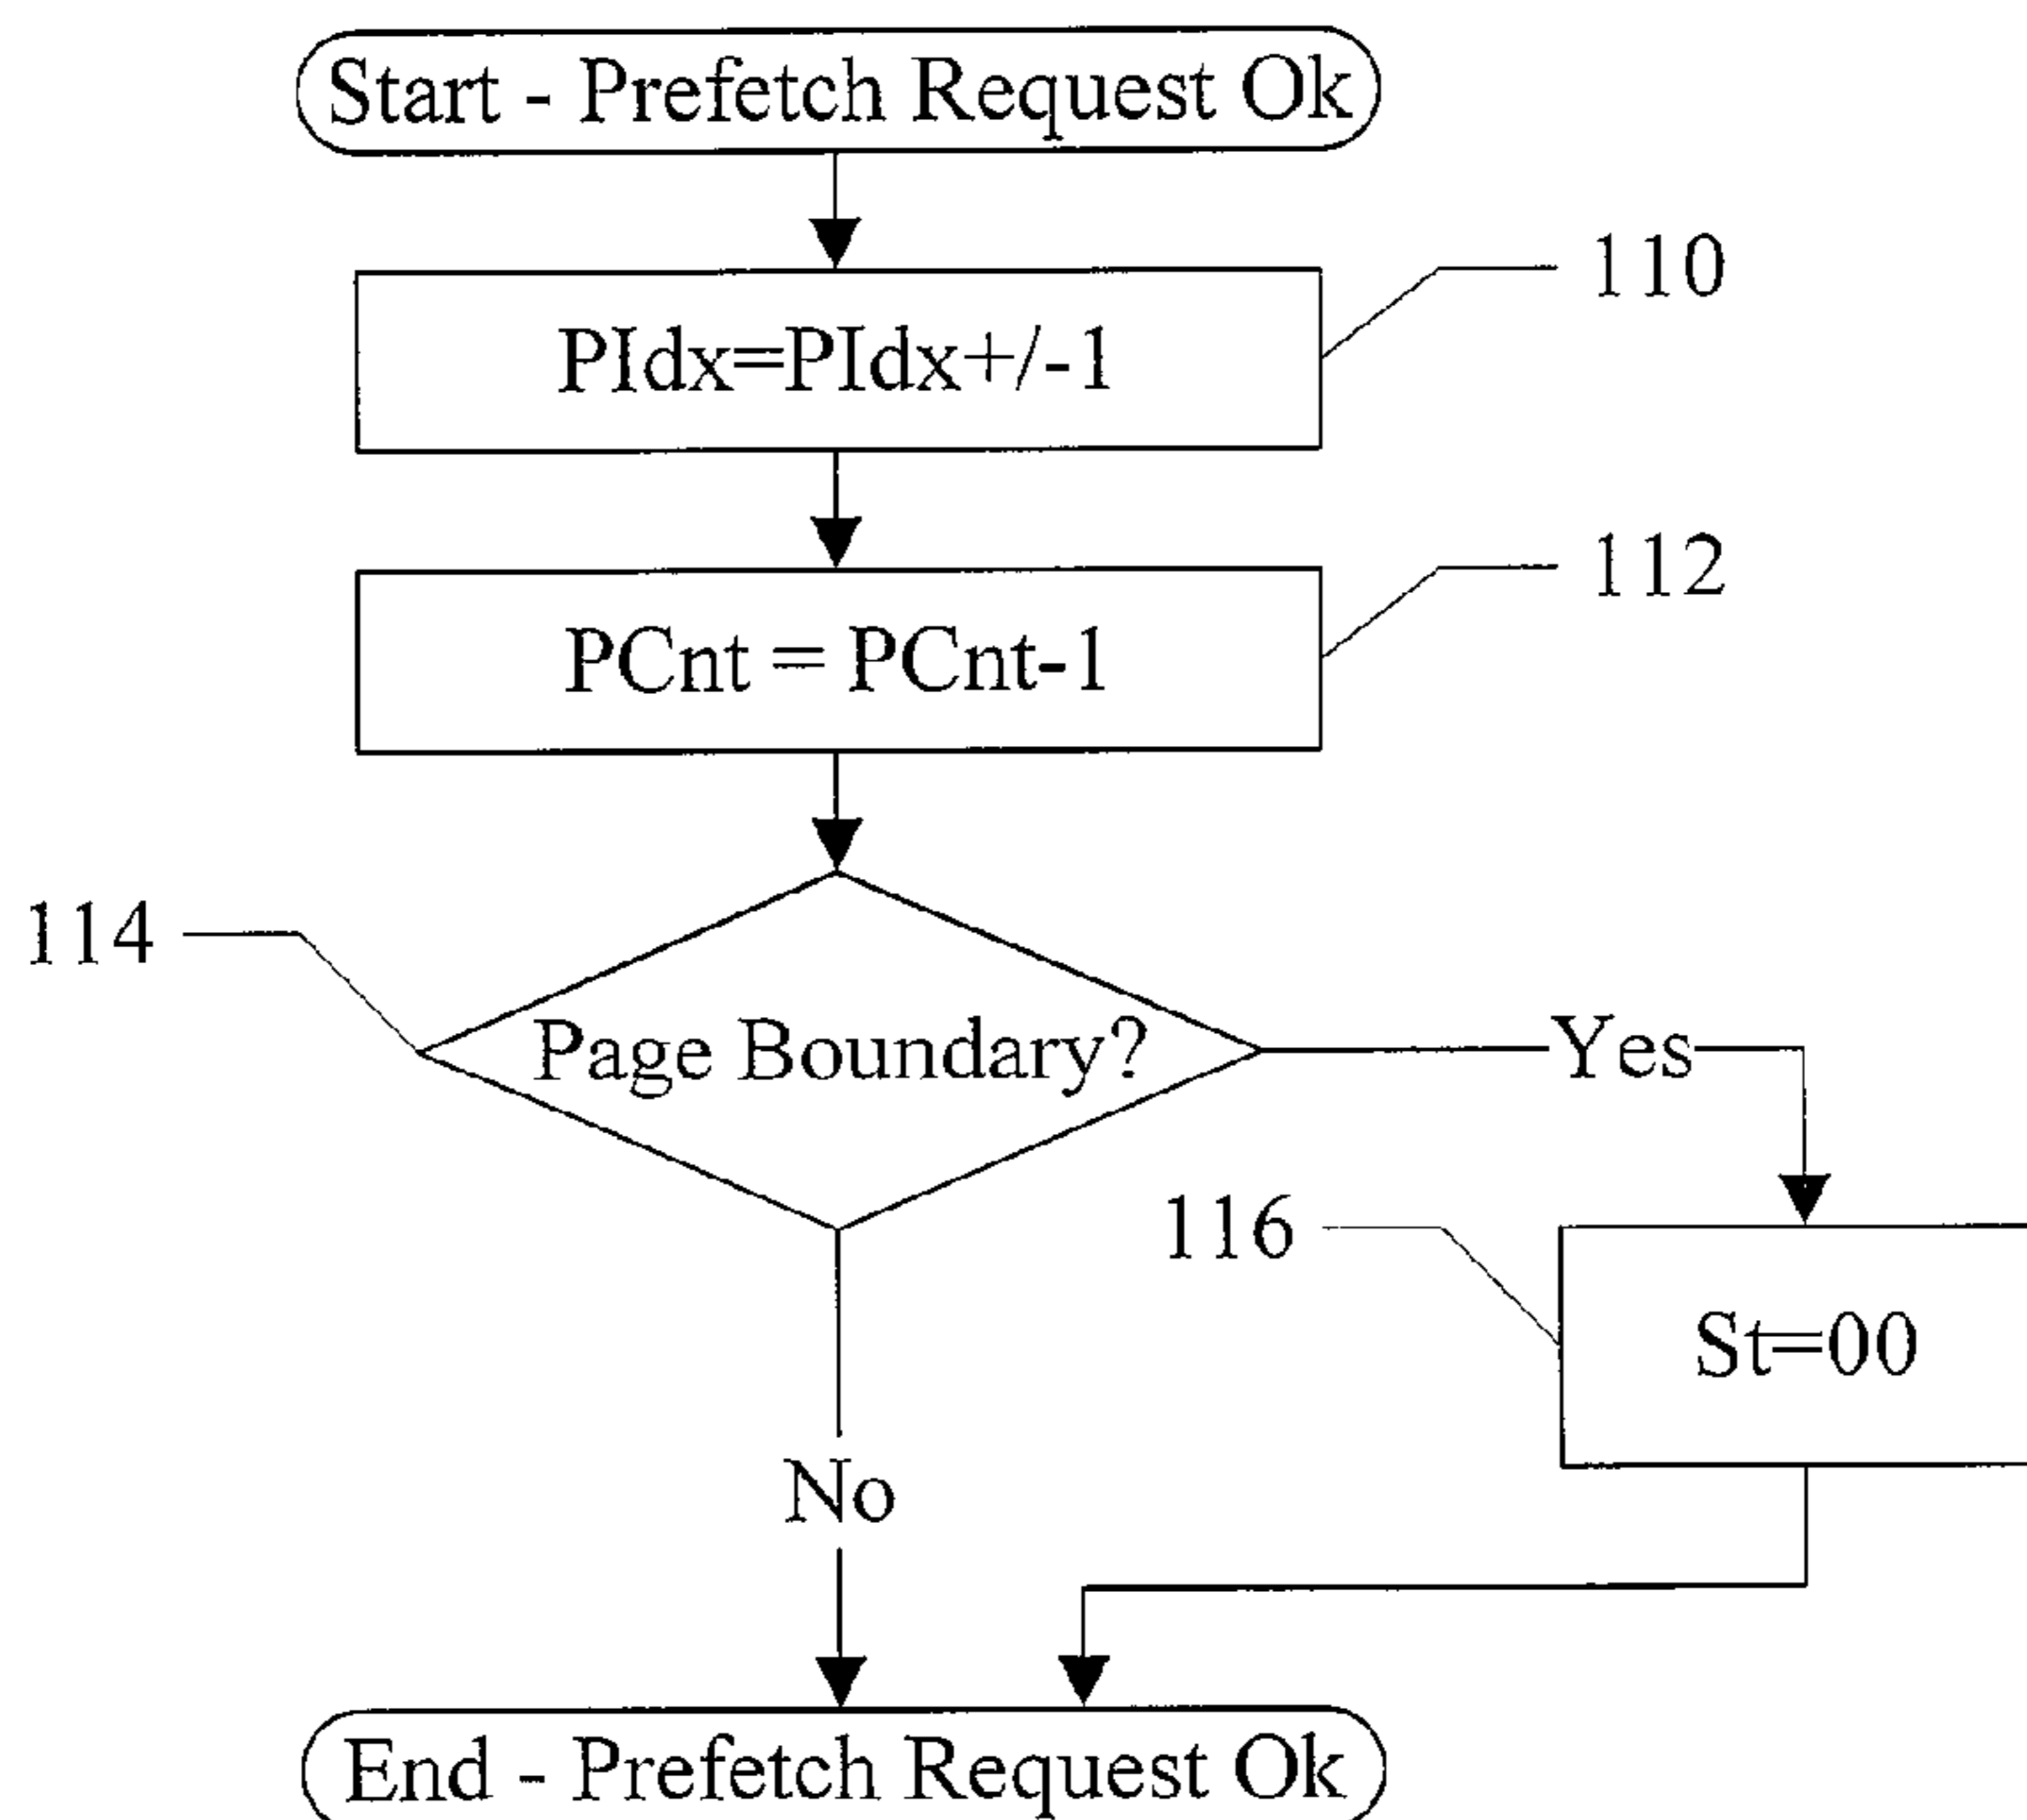 Start - Prefetch Request Ok
110
PIdx=PIdx+/-1
112
PCnt = PCnt-1
114
Page Boundary?
Yes
116
St=00
No
End - Prefetch Request Ok